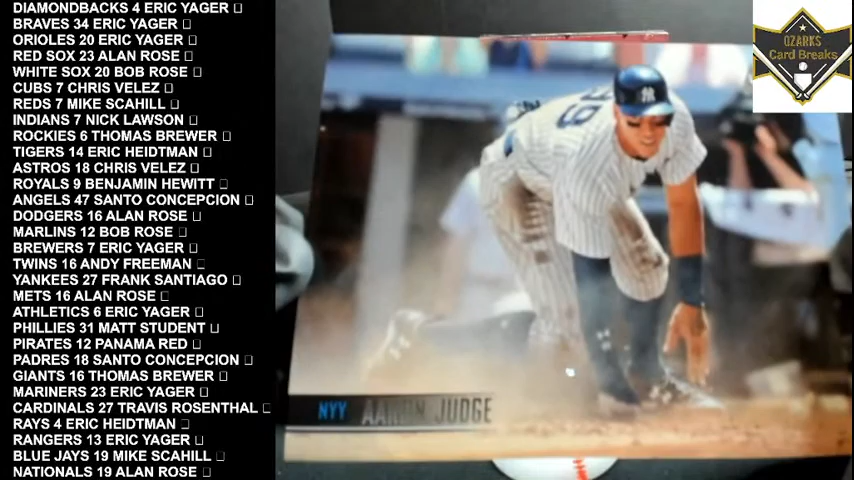 DIAMONDBACKS 4 ERIC YAGER
BRAVES 34 ERIC YAGER
ORIOLES 20 ERIC YAGER
RED SOX 23 ALAN ROSE
WHITE SOX 20 BOB ROSE
CUBS 7 CHRIS VELEZ
REDS 7 MIKE SCAHILL
INDIANS 7 NICK LAWSON
ROCKIES 6 THOMAS BREWER
TIGERS 14 ERIC HEIDTMAN
ASTROS 18 CHRIS VELEZ
ROYALS 9 BENJAMIN HEWITT
ANGELS 47 SANTO CONCEPCION
DODGERS 16 ALAN ROSE
MARLINS 12 BOB ROSE
BREWERS 7 ERIC YAGER
TWINS 16 ANDY FREEMAN
YANKEES 27 FRANK SANTIAGO
METS 16 ALAN ROSE
ATHLETICS 6 ERIC YAGER
PHILLIES 31 MATT STUDENT
PIRATES 12 PANAMA RED
PADRES 18 SANTO CONCEPCION
GIANTS 16 THOMAS BREWER
MARINERS 23 ERIC YAGER
CARDINALS 27 TRAVIS ROSENTHAL
RAYS 4 ERIC HEIDTMAN
RANGERS 13 ERIC YAGER
BLUE JAYS 19 MIKE SCAHILL
NATIONALS 19 ALAN ROSE
OZARKS
Card Breaks
99
NY
NYY AARON JUDGE